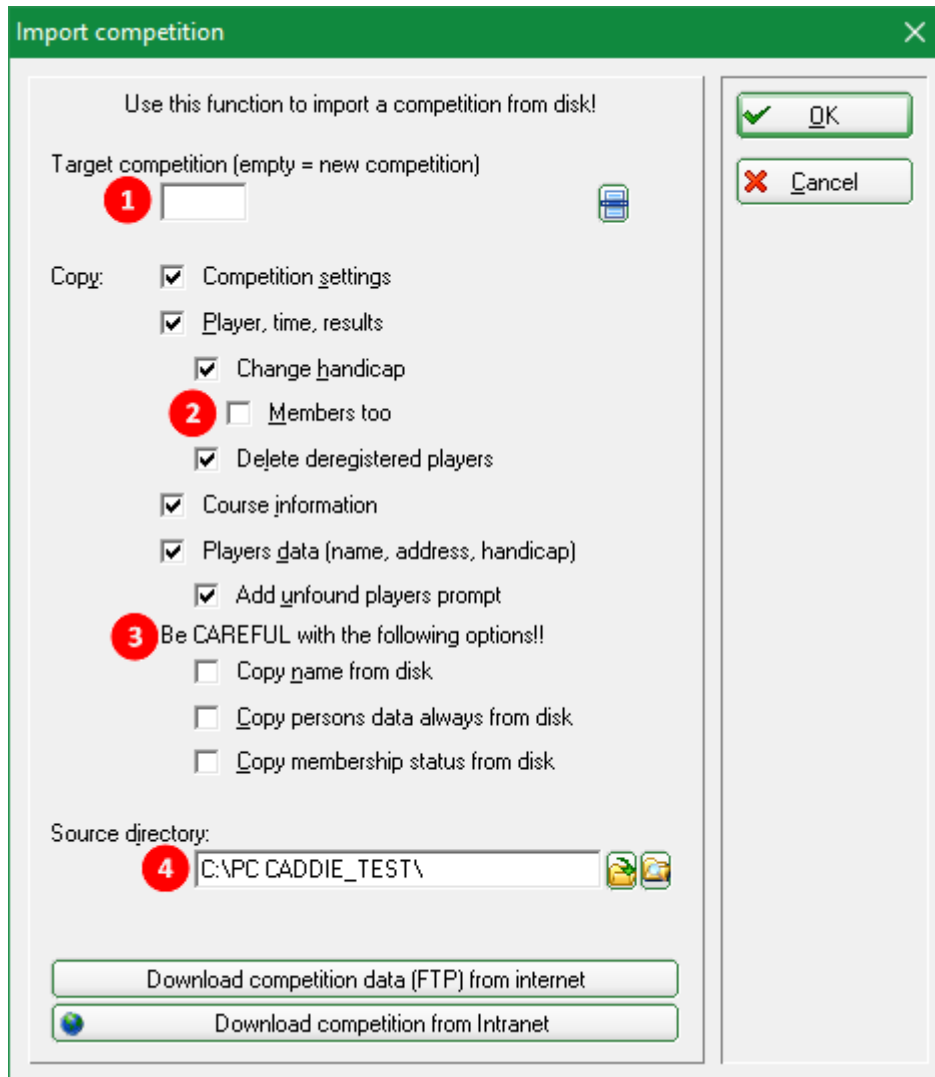 Import competition
Use this function to import a competition from disk!
OK
Cancel
Target competition (empty = new competition)
1
Copy:
Competition settings
Player, time, results
Change handicap
2
Members too
Delete deregistered players
Course information
Players data (name, address, handicap)
Add unfound players prompt
3
Be CAREFUL with the following options!!
Copy name from disk
Copy persons data always from disk
Copy membership status from disk
Source directory:
4
C:\PC CADDIE_TEST\
Download competition data (FTP) from internet
Download competition from Intranet